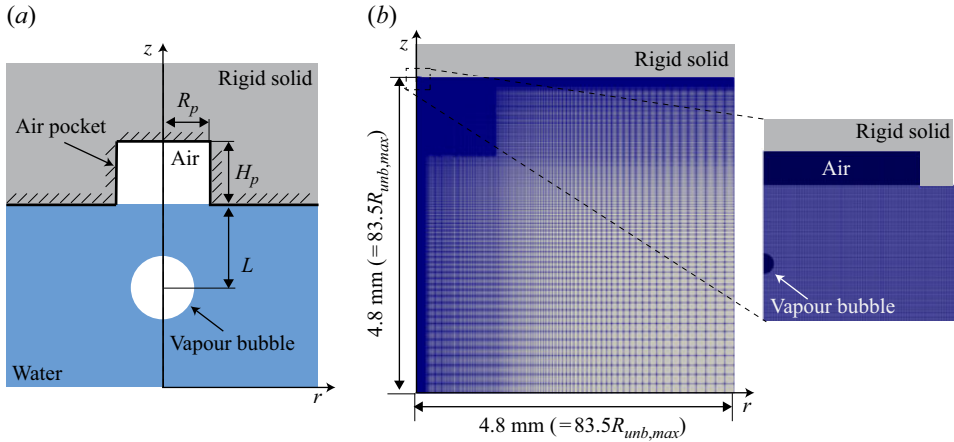 (a)
z
Rigid solid
R_p
Air pocket
Air
H_p
L
Vapour bubble
Water
r
(b)
z
Rigid solid
4.8 mm (=83.5R_unb,max)
4.8 mm (=83.5R_unb,max)
r
Rigid solid
Air
Vapour bubble